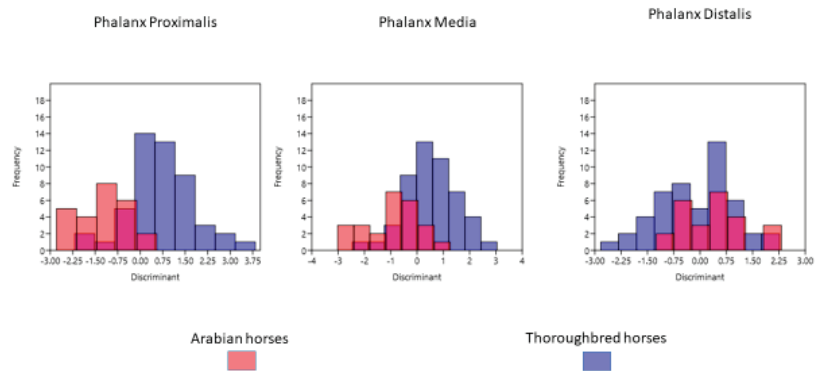 Phalanx Proximalis
Phalanx Media
Phalanx Distalis
Frequency
18
16
14
12
10
8
6
4
2
0
-3.00 -2.25 -1.50 -0.75 0.00 0.75 1.50 2.25 3.00 3.75
Discriminant
Frequency
18
16
14
12
10
8
6
4
2
0
-4 -3 -2 -1 0 1 2 3 4
Discriminant
Frequency
18
16
14
12
10
8
6
4
2
0
-3.00 -2.25 -1.50 -0.75 0.00 0.75 1.50 2.25 3.00
Discriminant
Arabian horses
Thoroughbred horses